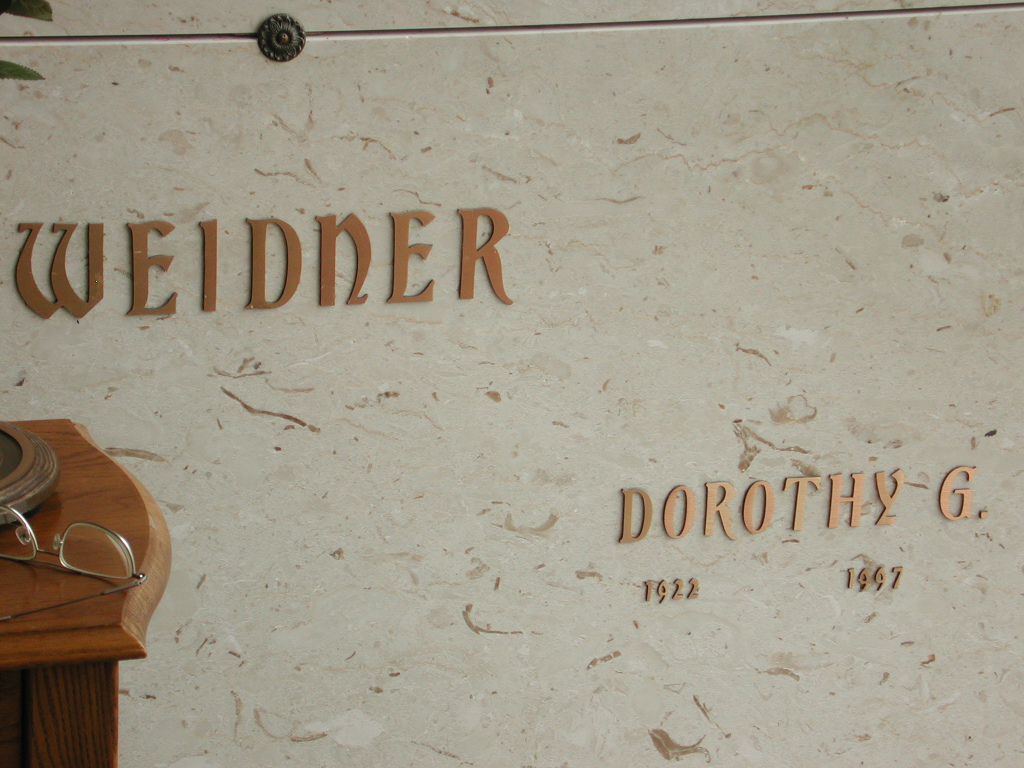 WEIDNER
DOROTHY G.
1922 1997